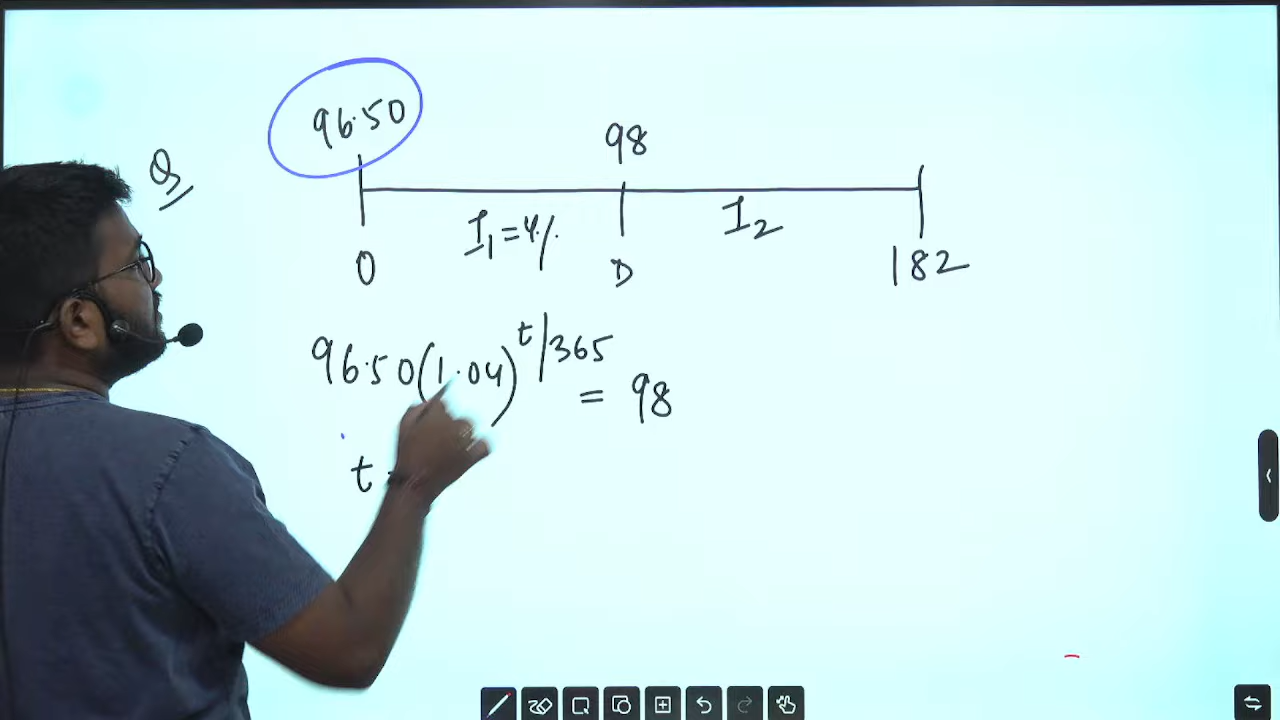 Q
96.50
98
I₁=4%
I₂
0
D
182
96.50(1.04)^t/365 = 98
t